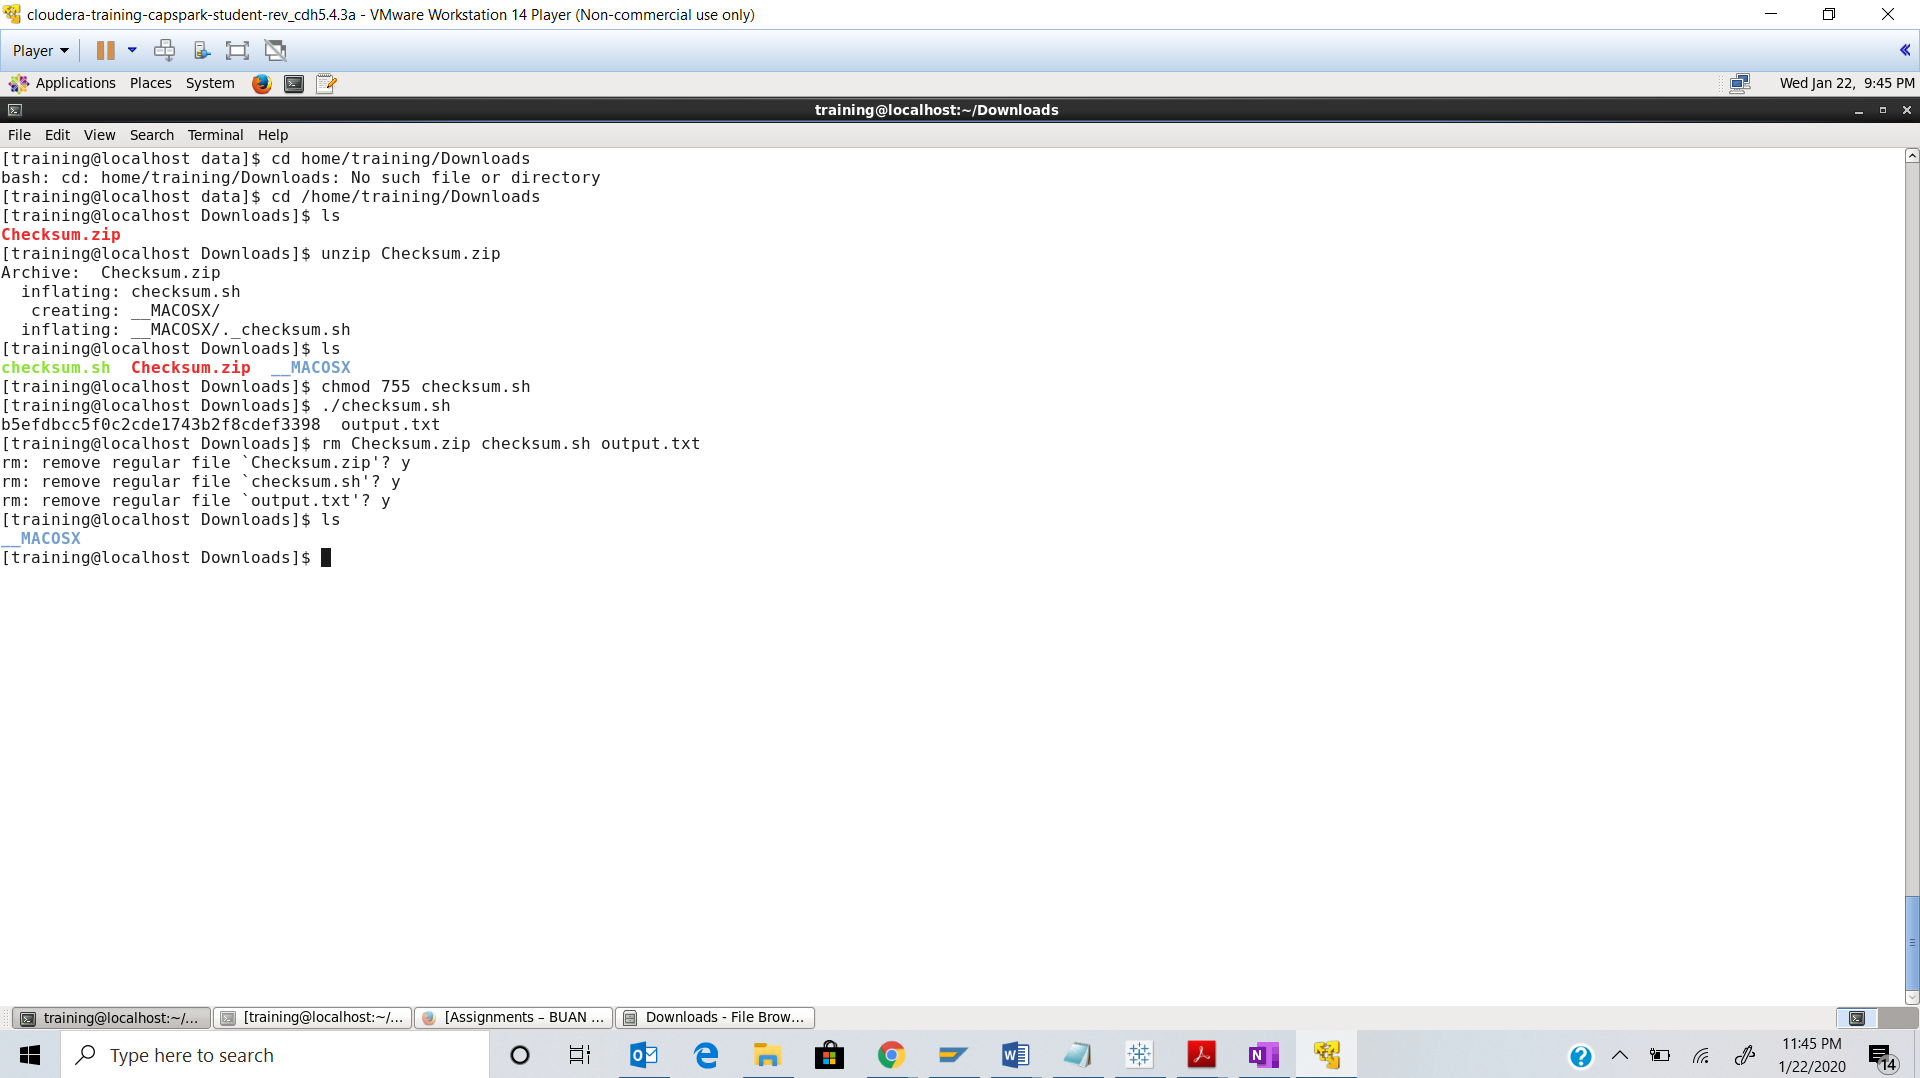 cloudera-training-capspark-student-rev_cdh5.4.3a - VMware Workstation 14 Player (Non-commercial use only)
Player
Applications Places System Wed Jan 22, 9:45 PM
training@localhost:~/Downloads
File Edit View Search Terminal Help
[training@localhost data]$ cd home/training/Downloads
bash: cd: home/training/Downloads: No such file or directory
[training@localhost data]$ cd /home/training/Downloads
[training@localhost Downloads]$ ls
Checksum.zip
[training@localhost Downloads]$ unzip Checksum.zip
Archive:  Checksum.zip
  inflating: checksum.sh
   creating: __MACOSX/
  inflating: __MACOSX/._checksum.sh
[training@localhost Downloads]$ ls
checksum.sh  Checksum.zip  __MACOSX
[training@localhost Downloads]$ chmod 755 checksum.sh
[training@localhost Downloads]$ ./checksum.sh
b5efdbcc5f0c2cde1743b2f8cdef3398  output.txt
[training@localhost Downloads]$ rm Checksum.zip checksum.sh output.txt
rm: remove regular file `Checksum.zip'? y
rm: remove regular file `checksum.sh'? y
rm: remove regular file `output.txt'? y
[training@localhost Downloads]$ ls
__MACOSX
[training@localhost Downloads]$
training@localhost:~/... [training@localhost:~/... [Assignments – BUAN ... Downloads - File Brow...
Type here to search
11:45 PM
1/22/2020
14